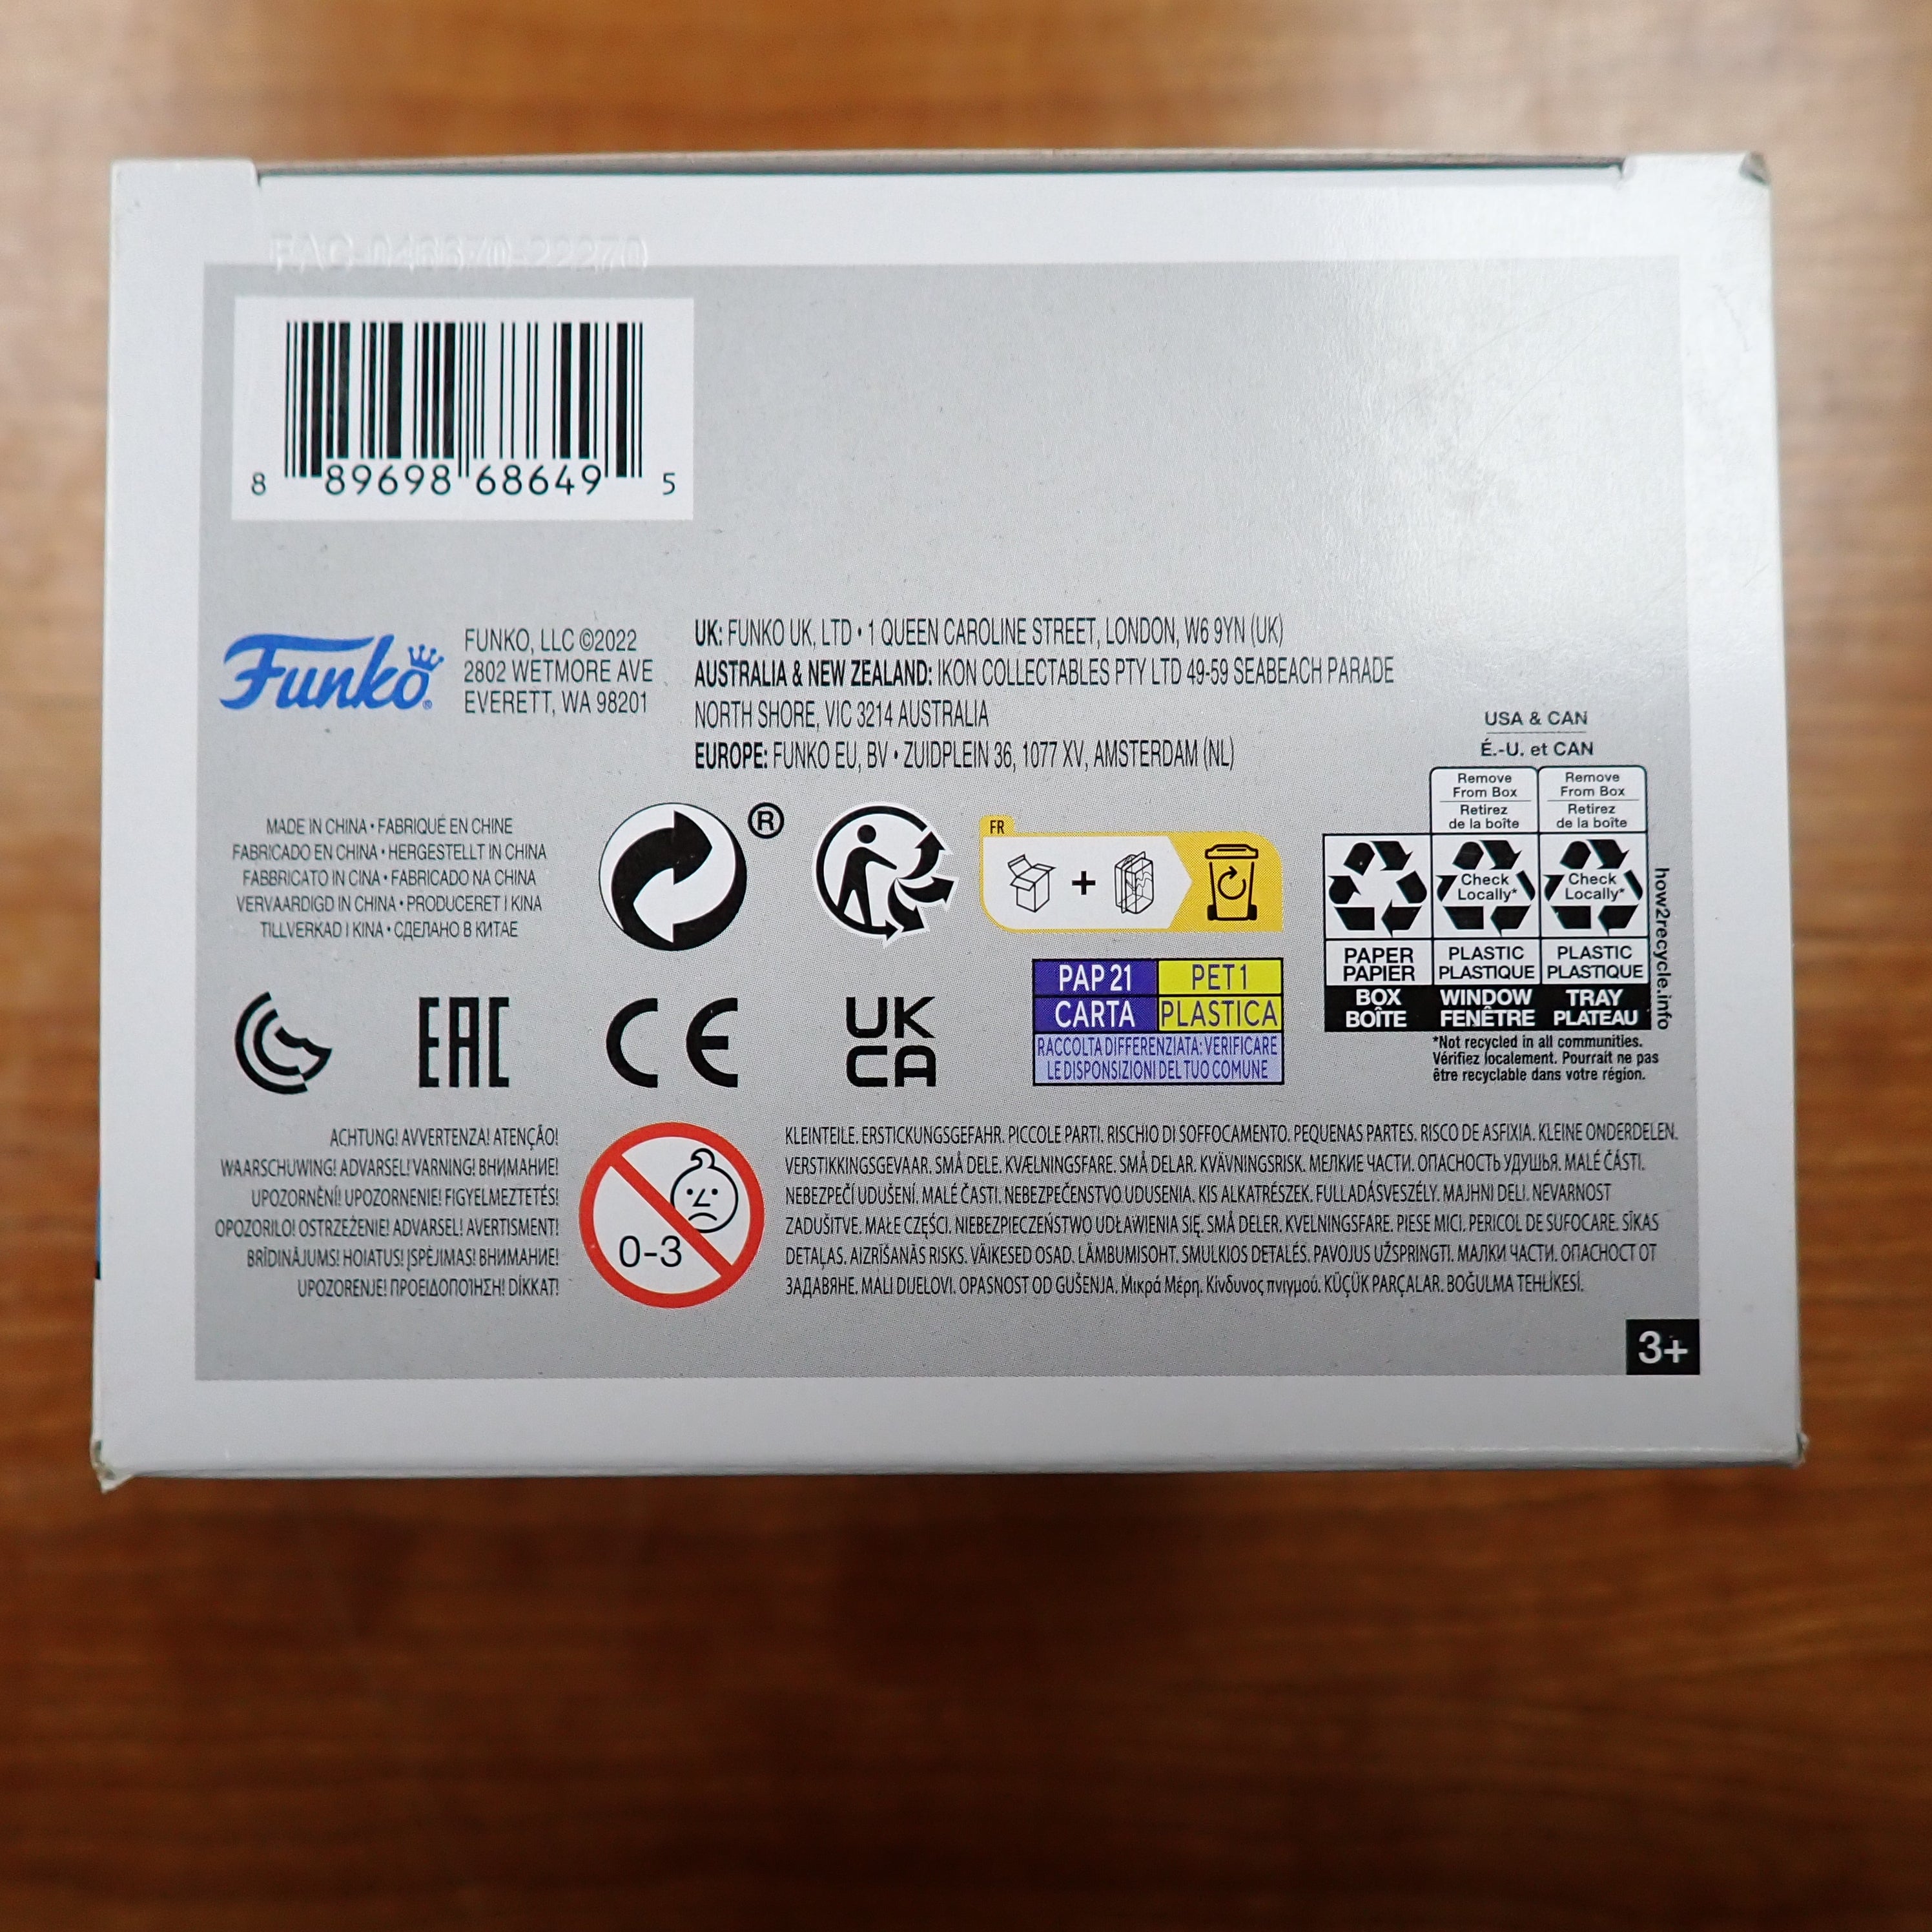 FAC-046670-22270
8 89698 68649 5
Funko®
FUNKO, LLC ©2022
2802 WETMORE AVE
EVERETT, WA 98201
UK: FUNKO UK, LTD • 1 QUEEN CAROLINE STREET, LONDON, W6 9YN (UK)
AUSTRALIA & NEW ZEALAND: IKON COLLECTABLES PTY LTD 49-59 SEABEACH PARADE
NORTH SHORE, VIC 3214 AUSTRALIA
EUROPE: FUNKO EU, BV • ZUIDPLEIN 36, 1077 XV, AMSTERDAM (NL)
MADE IN CHINA • FABRIQUÉ EN CHINE
FABRICADO EN CHINA • HERGESTELLT IN CHINA
FABBRICATO IN CINA • FABRICADO NA CHINA
VERVAARDIGD IN CHINA • PRODUCERET I KINA
TILLVERKAD I KINA • СДЕЛАНО В КИТАЕ
®
FR
+
USA & CAN
É.-U. et CAN
Remove
From Box
Retirez
de la boîte
Remove
From Box
Retirez
de la boîte
Check
Locally*
Check
Locally*
PAPER
PAPIER
PLASTIC
PLASTIQUE
PLASTIC
PLASTIQUE
BOX
BOÎTE
WINDOW
FENÊTRE
TRAY
PLATEAU
how2recycle.info
*Not recycled in all communities.
Vérifiez localement. Pourrait ne pas
être recyclable dans votre région.
EAC
CE
UK
CA
PAP 21
PET 1
CARTA
PLASTICA
RACCOLTA DIFFERENZIATA: VERIFICARE
LE DISPONSIZIONI DEL TUO COMUNE
ACHTUNG! AVVERTENZA! ATENÇÃO!
WAARSCHUWING! ADVARSEL! VARNING! ВНИМАНИЕ!
UPOZORNĚNÍ! UPOZORNENIE! FIGYELMEZTETÉS!
OPOZORILO! OSTRZEŻENIE! ADVARSEL! AVERTISMENT!
BRĪDINĀJUMS! HOIATUS! ĮSPĖJIMAS! ВНИМАНИЕ!
UPOZORENJE! ΠΡΟΕΙΔΟΠΟΊΗΣΗ! DİKKAT!
0-3
KLEINTEILE. ERSTICKUNGSGEFAHR. PICCOLE PARTI. RISCHIO DI SOFFOCAMENTO. PEQUENAS PARTES. RISCO DE ASFIXIA. KLEINE ONDERDELEN.
VERSTIKKINGSGEVAAR. SMÅ DELE. KVÆLNINGSFARE. SMÅ DELAR. KVÄVNINGSRISK. МЕЛКИЕ ЧАСТИ. ОПАСНОСТЬ УДУШЬЯ. MALÉ ČÁSTI.
NEBEZPEČÍ UDUŠENÍ. MALÉ ČASTI. NEBEZPEČENSTVO UDUSENIA. KIS ALKATRÉSZEK. FULLADÁSVESZÉLY. MAJHNI DELI. NEVARNOST
ZADUŠITVE. MAŁE CZĘŚCI. NIEBEZPIECZEŃSTWO UDŁAWIENIA SIĘ. SMÅ DELER. KVELNINGSFARE. PIESE MICI. PERICOL DE SUFOCARE. SĪKAS
DETAĻAS. AIZRĪŠANĀS RISKS. VÄIKESED OSAD. LÄMBUMISOHT. SMULKIOS DETALĖS. PAVOJUS UŽSPRINGTI. МАЛКИ ЧАСТИ. ОПАСНОСТ ОТ
ЗАДАВЯНЕ. MALI DIJELOVI. OPASNOST OD GUŠENJA. Μικρά Μέρη. Κίνδυνος πνιγμού. KÜÇÜK PARÇALAR. BOĞULMA TEHLİKESİ.
3+